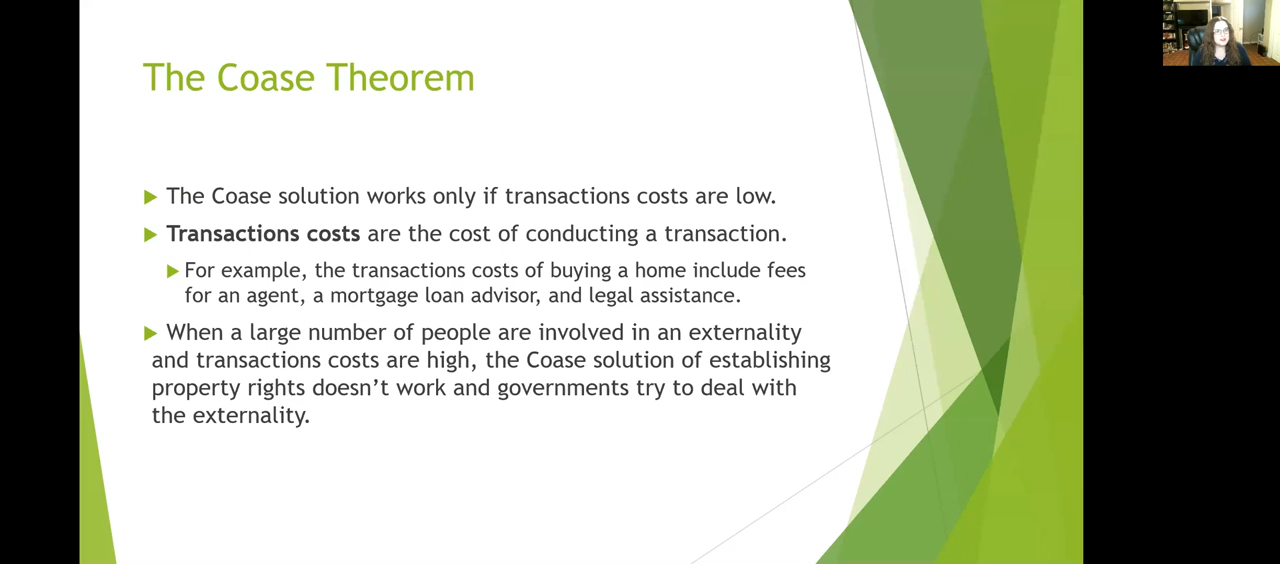 The Coase Theorem
The Coase solution works only if transactions costs are low.
Transactions costs are the cost of conducting a transaction.
For example, the transactions costs of buying a home include fees
for an agent, a mortgage loan advisor, and legal assistance.
When a large number of people are involved in an externality
and transactions costs are high, the Coase solution of establishing
property rights doesn’t work and governments try to deal with
the externality.